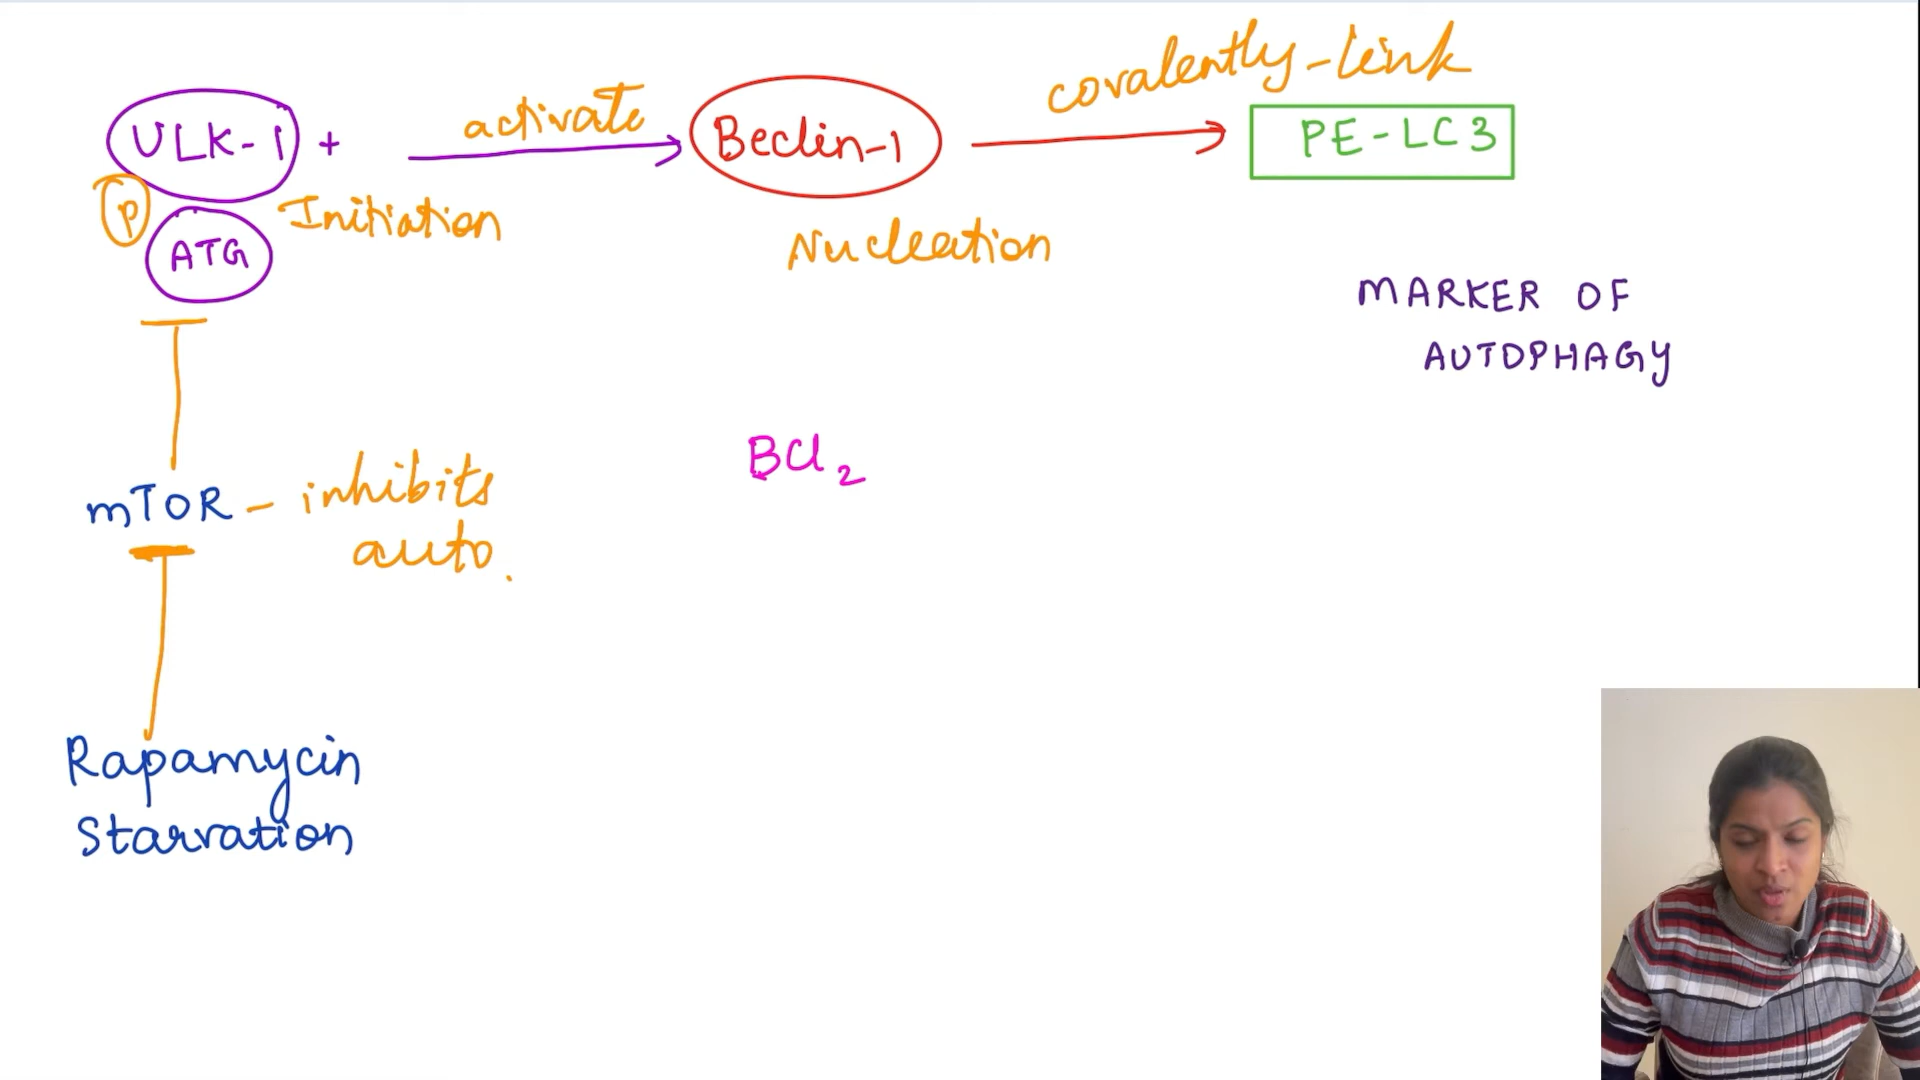 covalently-link
ULK-1 + activate Beclin-1 PE-LC3
P Initiation
ATG Nucleation
MARKER OF
AUTOPHAGY
BCl2
mTOR - inhibits
auto.
Rapamycin
Starvation